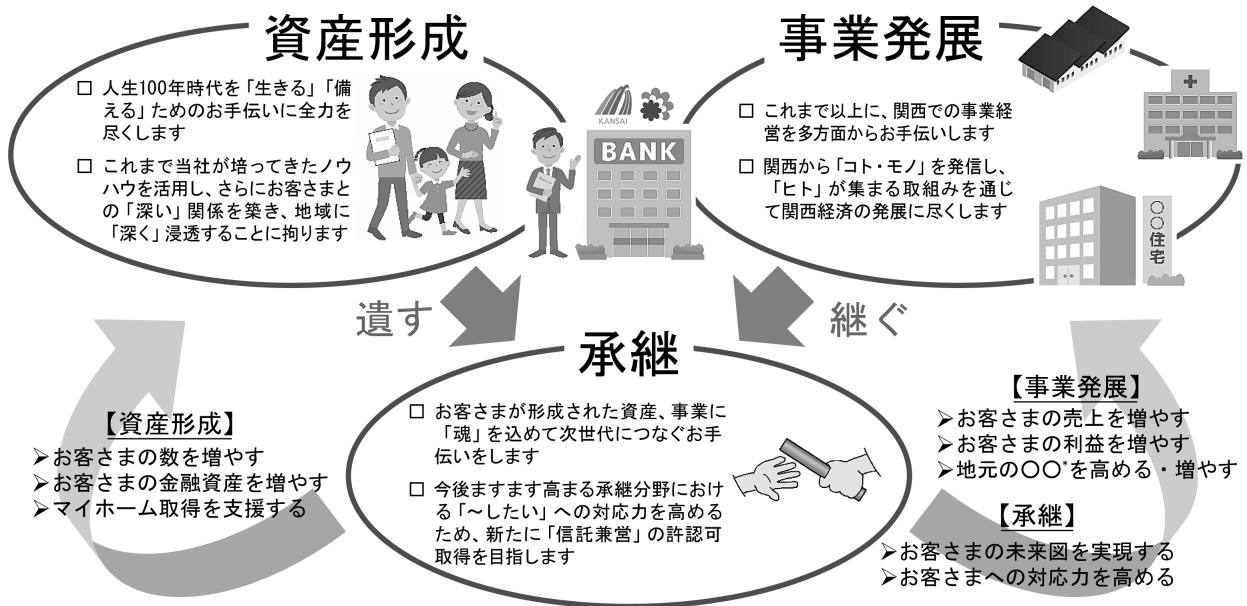 資産形成
□ 人生100年時代を「生きる」「備
える」ためのお手伝いに全力を
尽くします
□ これまで当社が培ってきたノウ
ハウを活用し、さらにお客さまと
の「深い」関係を築き、地域に
「深く」浸透することに拘ります
KANSAI
BANK
事業発展
□ これまで以上に、関西での事業経
営を多方面からお手伝いします
□ 関西から「コト・モノ」を発信し、
「ヒト」が集まる取組みを通じ
て関西経済の発展に尽くします
〇〇住宅
遺す
継ぐ
承継
□ お客さまが形成された資産、事業に
「魂」を込めて次世代につなぐお手
伝いをします
□ 今後ますます高まる承継分野におけ
る「～したい」への対応力を高める
ため、新たに「信託兼営」の許認可
取得を目指します
【資産形成】
➢お客さまの数を増やす
➢お客さまの金融資産を増やす
➢マイホーム取得を支援する
【事業発展】
➢お客さまの売上を増やす
➢お客さまの利益を増やす
➢地元の〇〇*を高める・増やす
【承継】
➢お客さまの未来図を実現する
➢お客さまへの対応力を高める